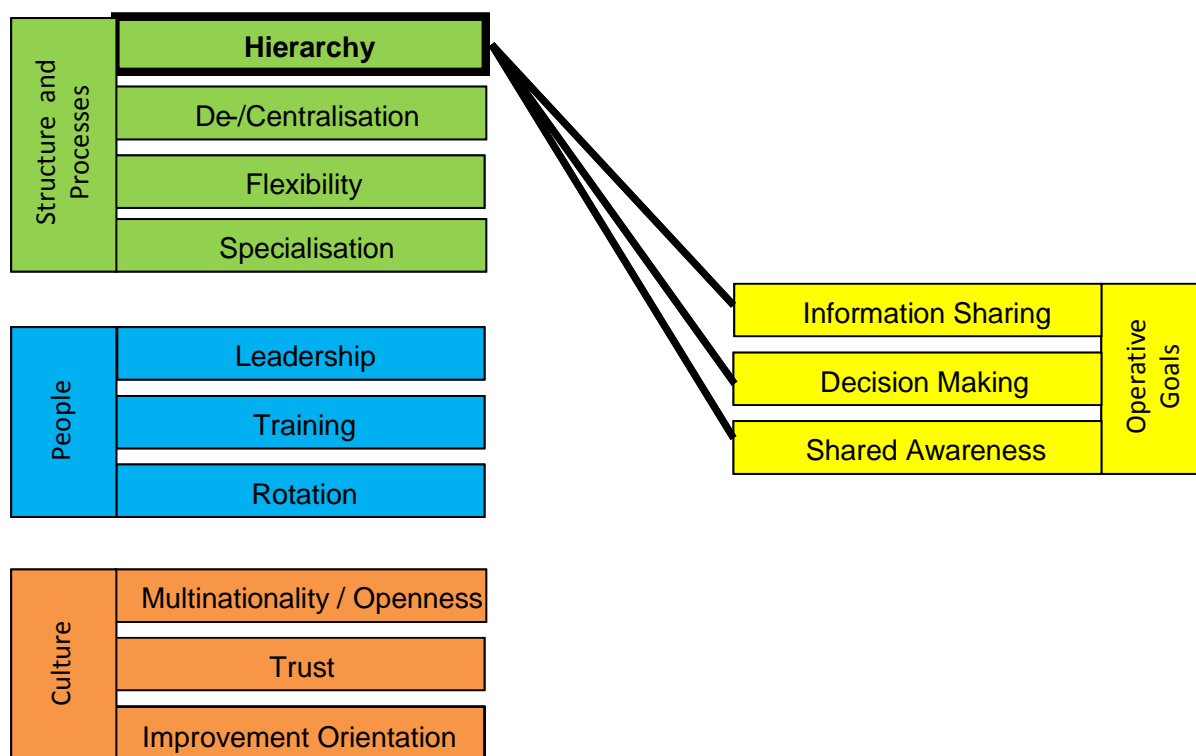 Structure and
Processes
Hierarchy
De-/Centralisation
Flexibility
Specialisation
People
Leadership
Training
Rotation
Culture
Multinationality / Openness
Trust
Improvement Orientation
Information Sharing
Decision Making
Shared Awareness
Operative
Goals